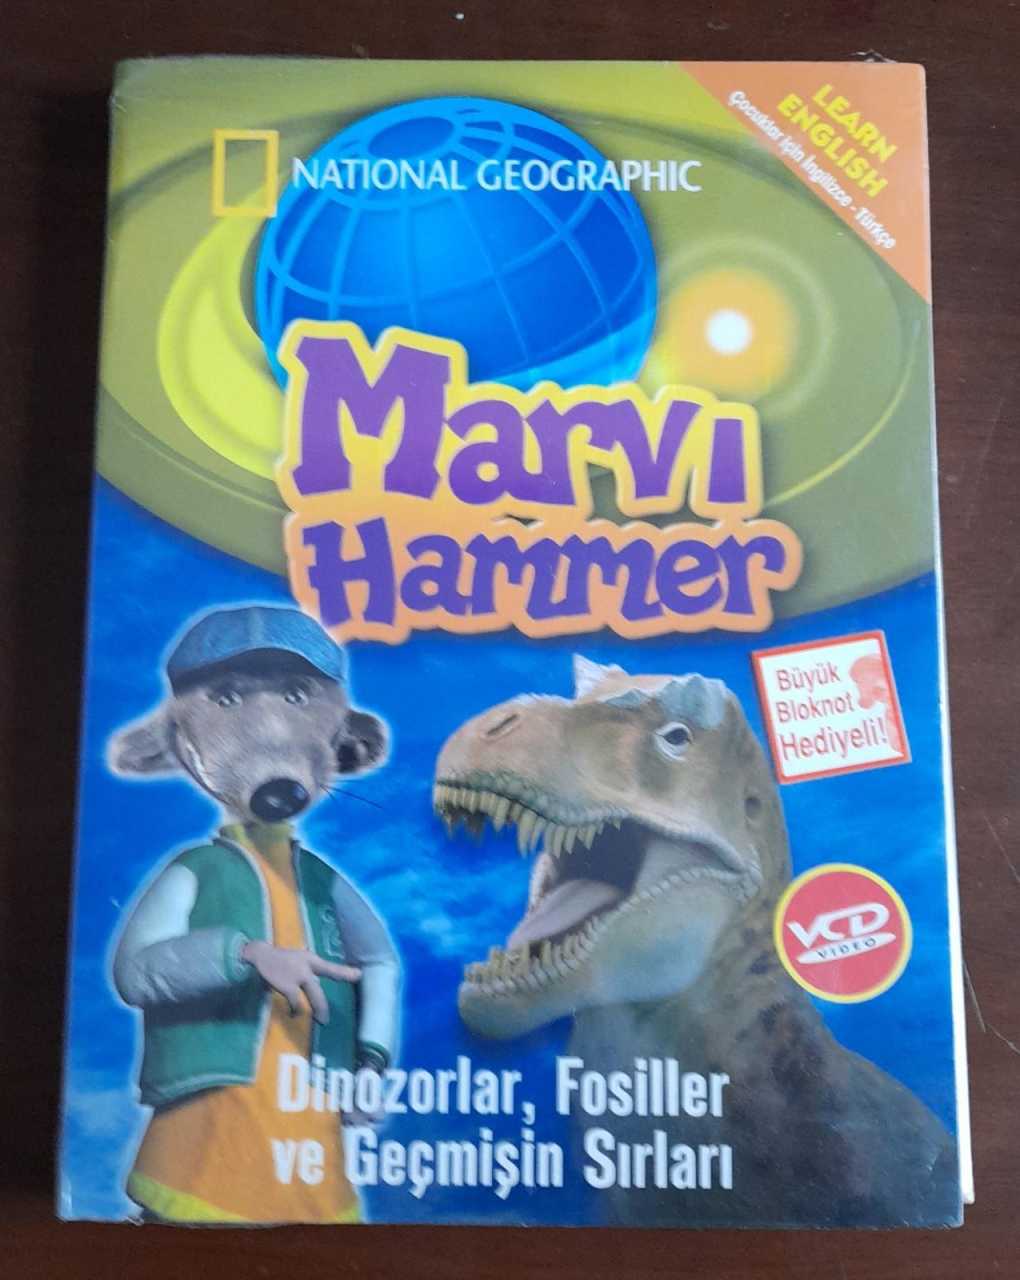 NATIONAL GEOGRAPHIC
LEARN
ENGLISH
Çocuklar için İngilizce - Türkçe
Marvi
Hammer
Büyük
Bloknot
Hediyeli!
VCD
VIDEO
Dinozorlar, Fosiller
ve Geçmişin Sırları